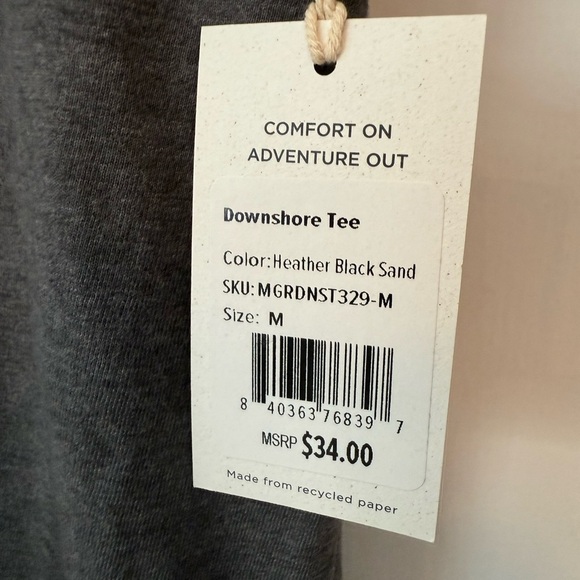 COMFORT ON
ADVENTURE OUT
Downshore Tee
Color:Heather Black Sand
SKU: MGRDNST329-M
Size: M
8 40363 76839 7
MSRP $34.00
Made from recycled paper